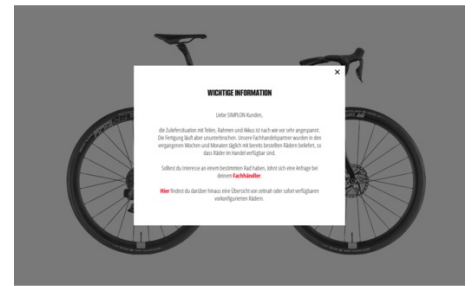 WICHTIGE INFORMATION
Liebe SIMPLON Kunden,
die Zuliefersituation mit Teilen, Rahmen und Akkus ist nach wie vor sehr angespannt.
Die Fertigung läuft aber ununterbrochen. Unsere Fachhandelspartner wurden in den
vergangenen Wochen und Monaten täglich mit bereits bestellten Rädern beliefert, so
dass Räder im Handel verfügbar sind.
Solltest du Interesse an einem bestimmten Rad haben, lohnt sich eine Anfrage bei
deinem Fachhändler.
Hier findest du darüber hinaus eine Übersicht von zeitnah oder sofort verfügbaren
vorkonfigurierten Rädern.